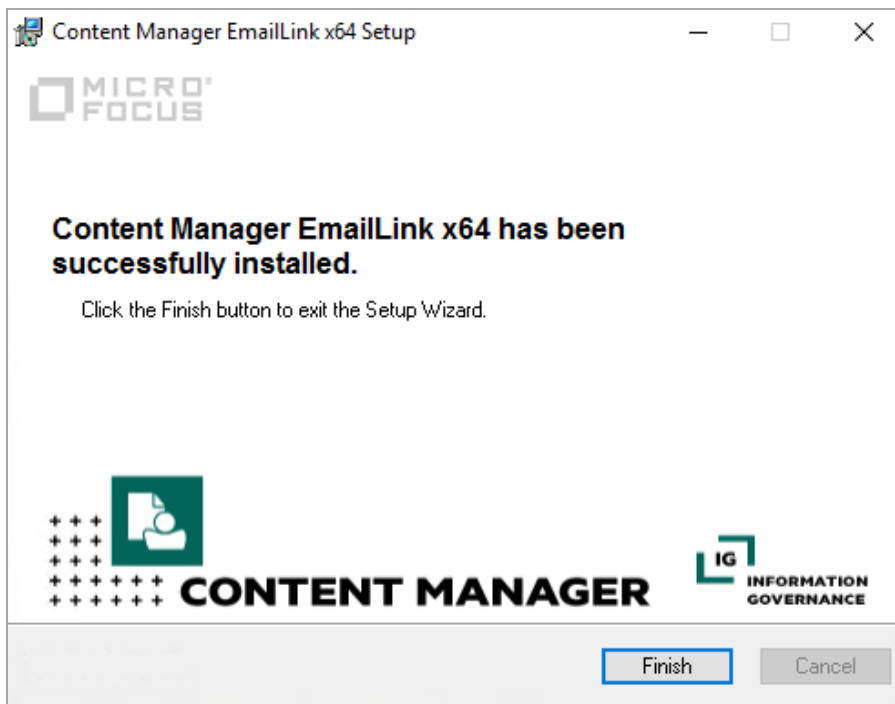 Content Manager EmailLink x64 Setup
MICRO
FOCUS
Content Manager EmailLink x64 has been
successfully installed.
Click the Finish button to exit the Setup Wizard.
CONTENT MANAGER
IG
INFORMATION
GOVERNANCE
Finish
Cancel